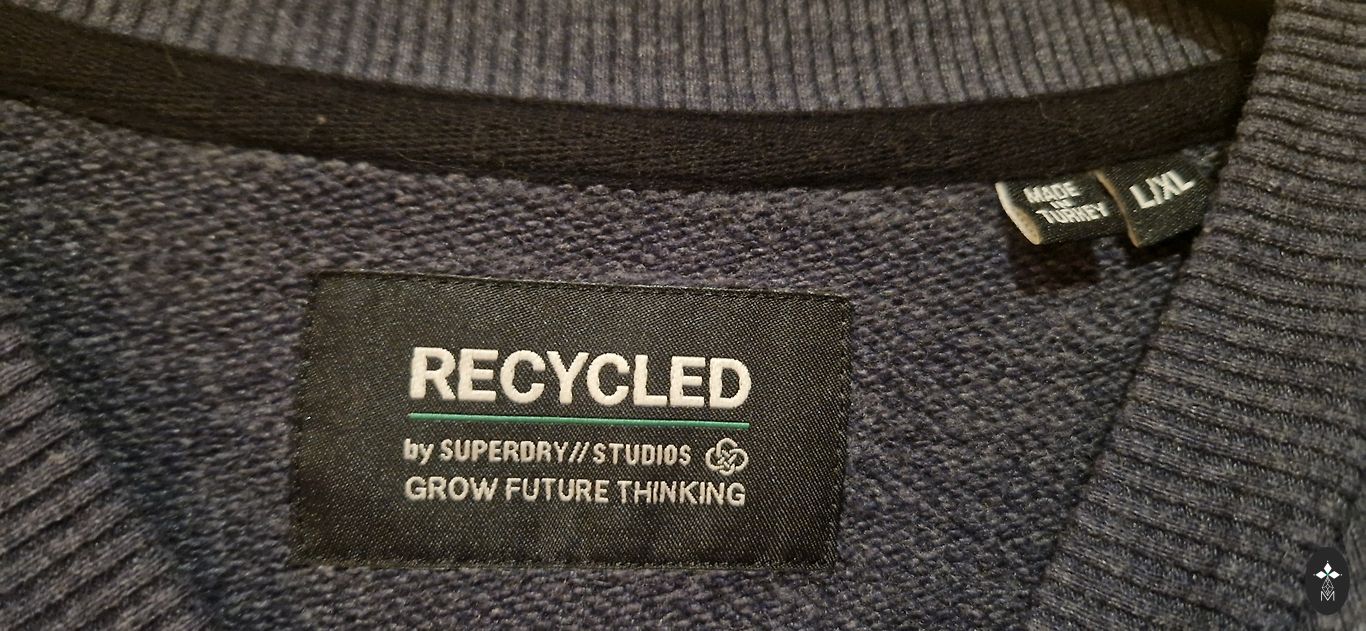 MADE
IN
TURKEY
L/XL
RECYCLED
by SUPERDRY//STUDIOS
GROW FUTURE THINKING
M